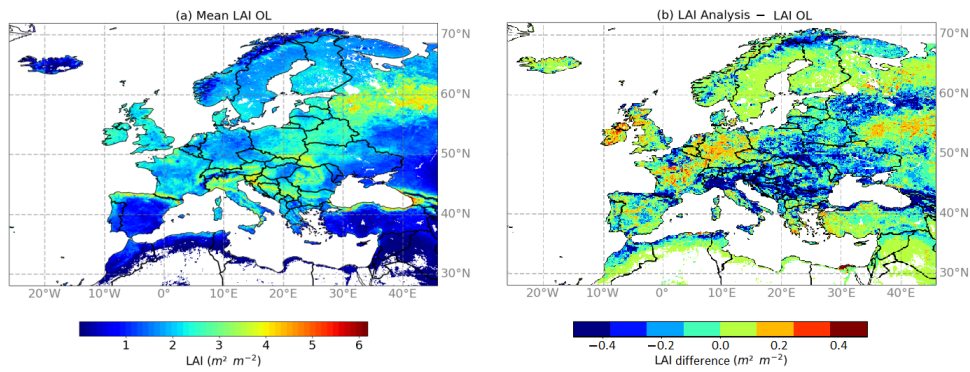 (a) Mean LAI OL
(b) LAI Analysis − LAI OL
70°N
60°N
50°N
40°N
30°N
20°W 10°W 0°E 10°E 20°E 30°E 40°E
70°N
60°N
50°N
40°N
30°N
20°W 10°W 0°E 10°E 20°E 30°E 40°E
1 2 3 4 5 6
LAI (m² m⁻²)
−0.4 −0.2 0.0 0.2 0.4
LAI difference (m² m⁻²)